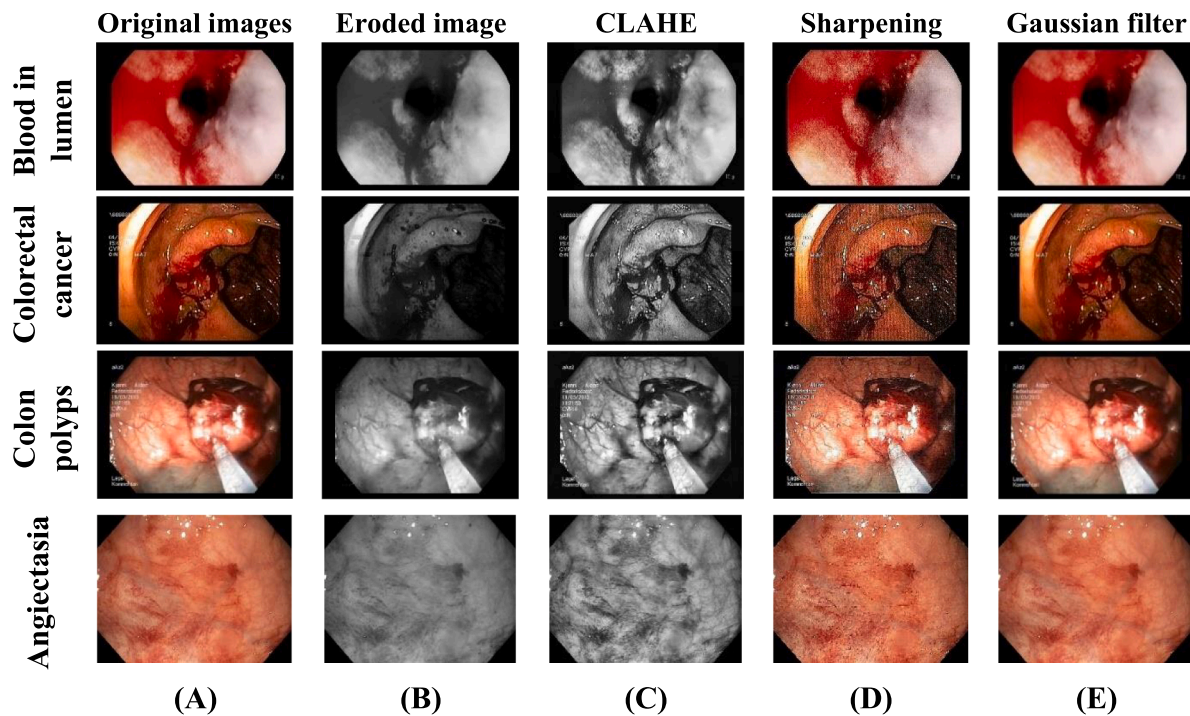 Original images
Eroded image
CLAHE
Sharpening
Gaussian filter
Blood in
lumen
Colorectal
cancer
Colon
polyps
Angiectasia
(A)
(B)
(C)
(D)
(E)